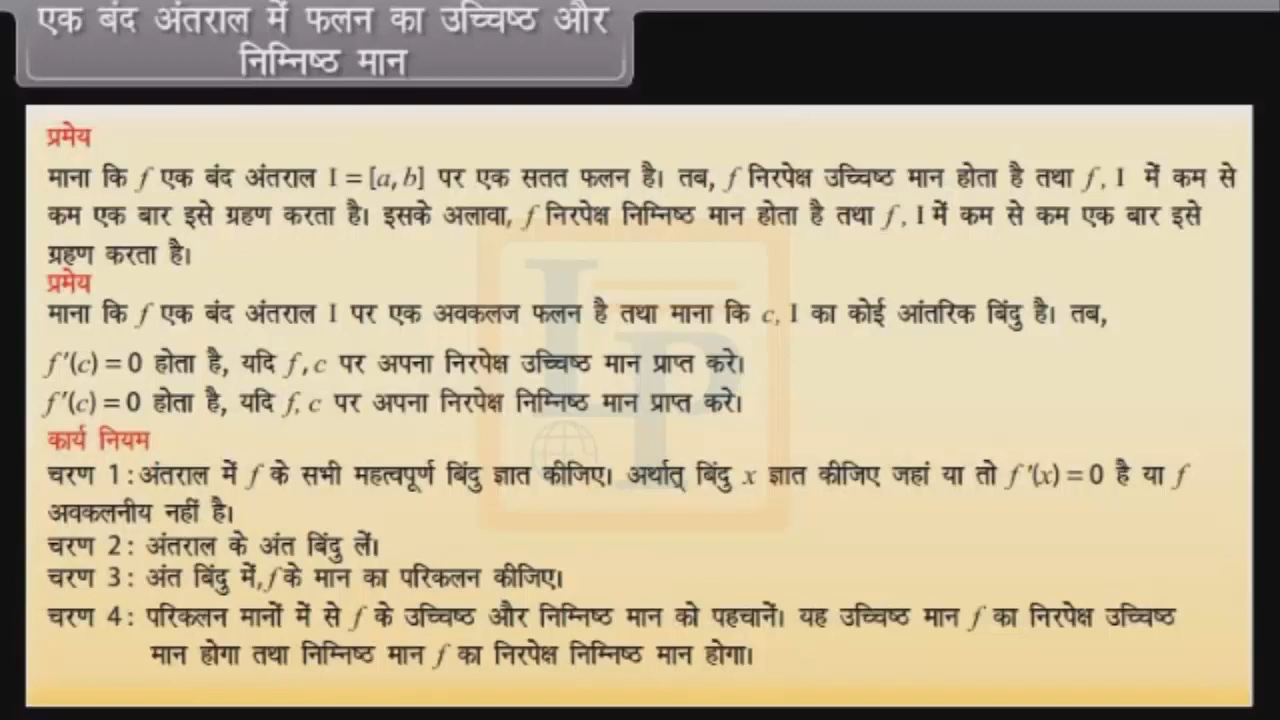 एक बंद अंतराल में फलन का उच्चिष्ठ और
निम्निष्ठ मान
प्रमेय
माना कि f एक बंद अंतराल I = [a, b] पर एक सतत फलन है। तब, f निरपेक्ष उच्चिष्ठ मान होता है तथा f, I में कम से
कम एक बार इसे ग्रहण करता है। इसके अलावा, f निरपेक्ष निम्निष्ठ मान होता है तथा f, I में कम से कम एक बार इसे
ग्रहण करता है।
प्रमेय
माना कि f एक बंद अंतराल I पर एक अवकलज फलन है तथा माना कि c, I का कोई आंतरिक बिंदु है। तब,
f'(c) = 0 होता है, यदि f, c पर अपना निरपेक्ष उच्चिष्ठ मान प्राप्त करे।
f'(c) = 0 होता है, यदि f, c पर अपना निरपेक्ष निम्निष्ठ मान प्राप्त करे।
कार्य नियम
चरण 1 : अंतराल में f के सभी महत्वपूर्ण बिंदु ज्ञात कीजिए। अर्थात् बिंदु x ज्ञात कीजिए जहां या तो f'(x) = 0 है या f
अवकलनीय नहीं है।
चरण 2 : अंतराल के अंत बिंदु लें।
चरण 3 : अंत बिंदु में, f के मान का परिकलन कीजिए।
चरण 4 : परिकलन मानों में से f के उच्चिष्ठ और निम्निष्ठ मान को पहचानें। यह उच्चिष्ठ मान f का निरपेक्ष उच्चिष्ठ
मान होगा तथा निम्निष्ठ मान f का निरपेक्ष निम्निष्ठ मान होगा।
LP